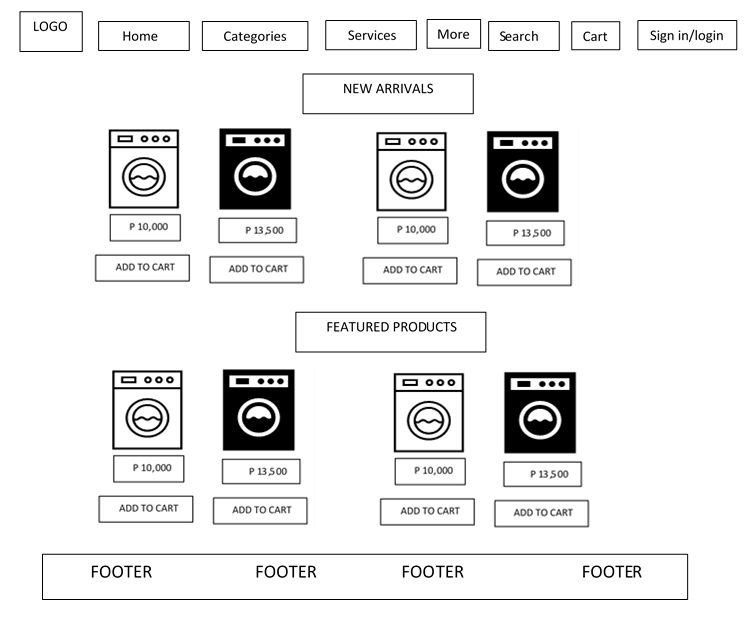 LOGO
Home
Categories
Services
More
Search
Cart
Sign in/login
NEW ARRIVALS
P 10,000
P 13,500
P 10,000
P 13,500
ADD TO CART
ADD TO CART
ADD TO CART
ADD TO CART
FEATURED PRODUCTS
P 10,000
P 13,500
P 10,000
P 13,500
ADD TO CART
ADD TO CART
ADD TO CART
ADD TO CART
FOOTER
FOOTER
FOOTER
FOOTER